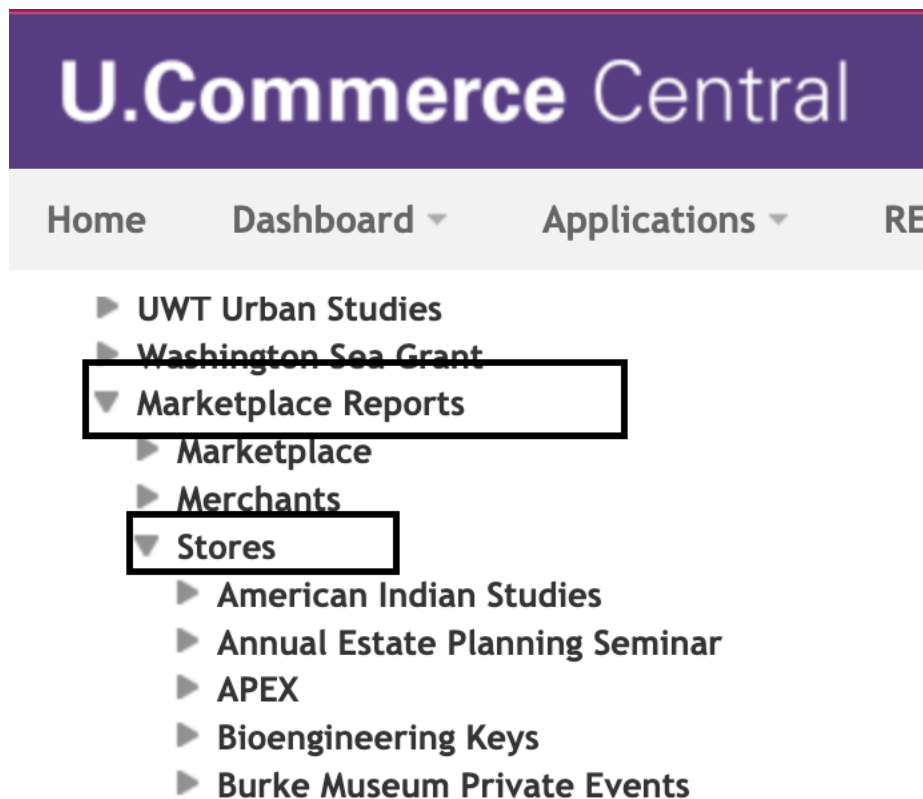 U.Commerce Central
Home Dashboard Applications RE
UWT Urban Studies
Washington Sea Grant
Marketplace Reports
Marketplace
Merchants
Stores
American Indian Studies
Annual Estate Planning Seminar
APEX
Bioengineering Keys
Burke Museum Private Events